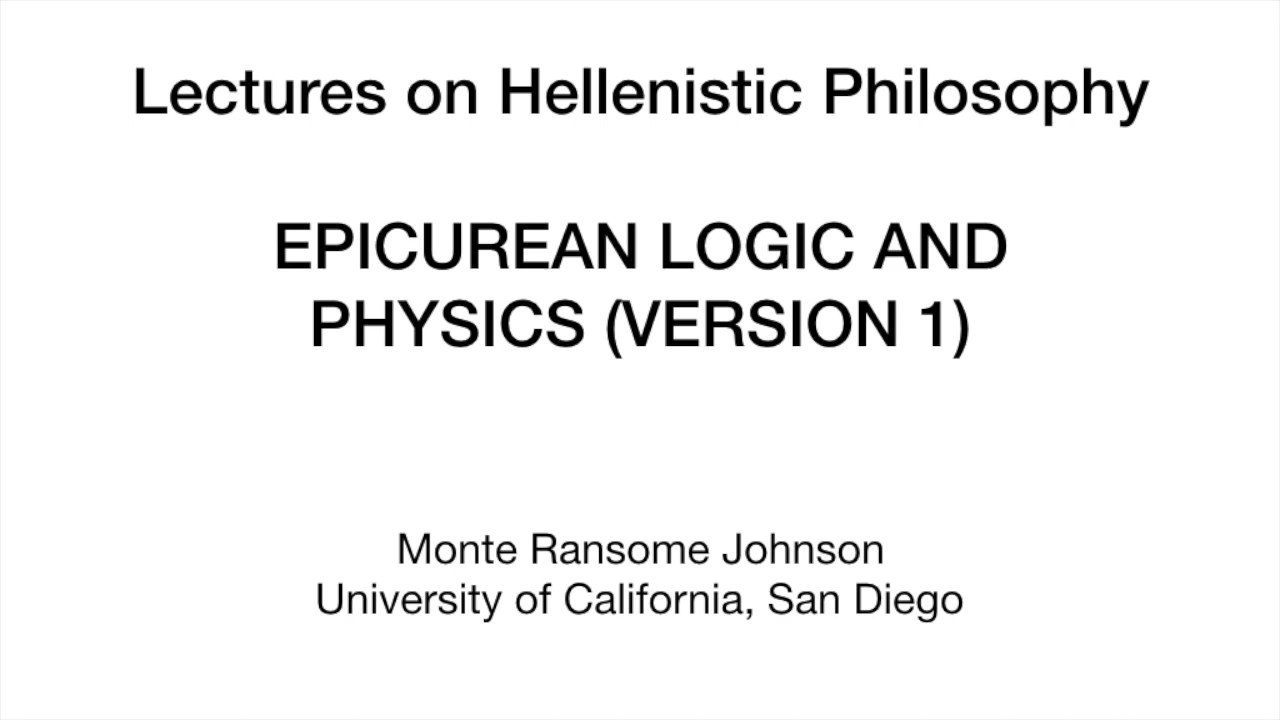 Lectures on Hellenistic Philosophy
EPICUREAN LOGIC AND
PHYSICS (VERSION 1)
Monte Ransome Johnson
University of California, San Diego